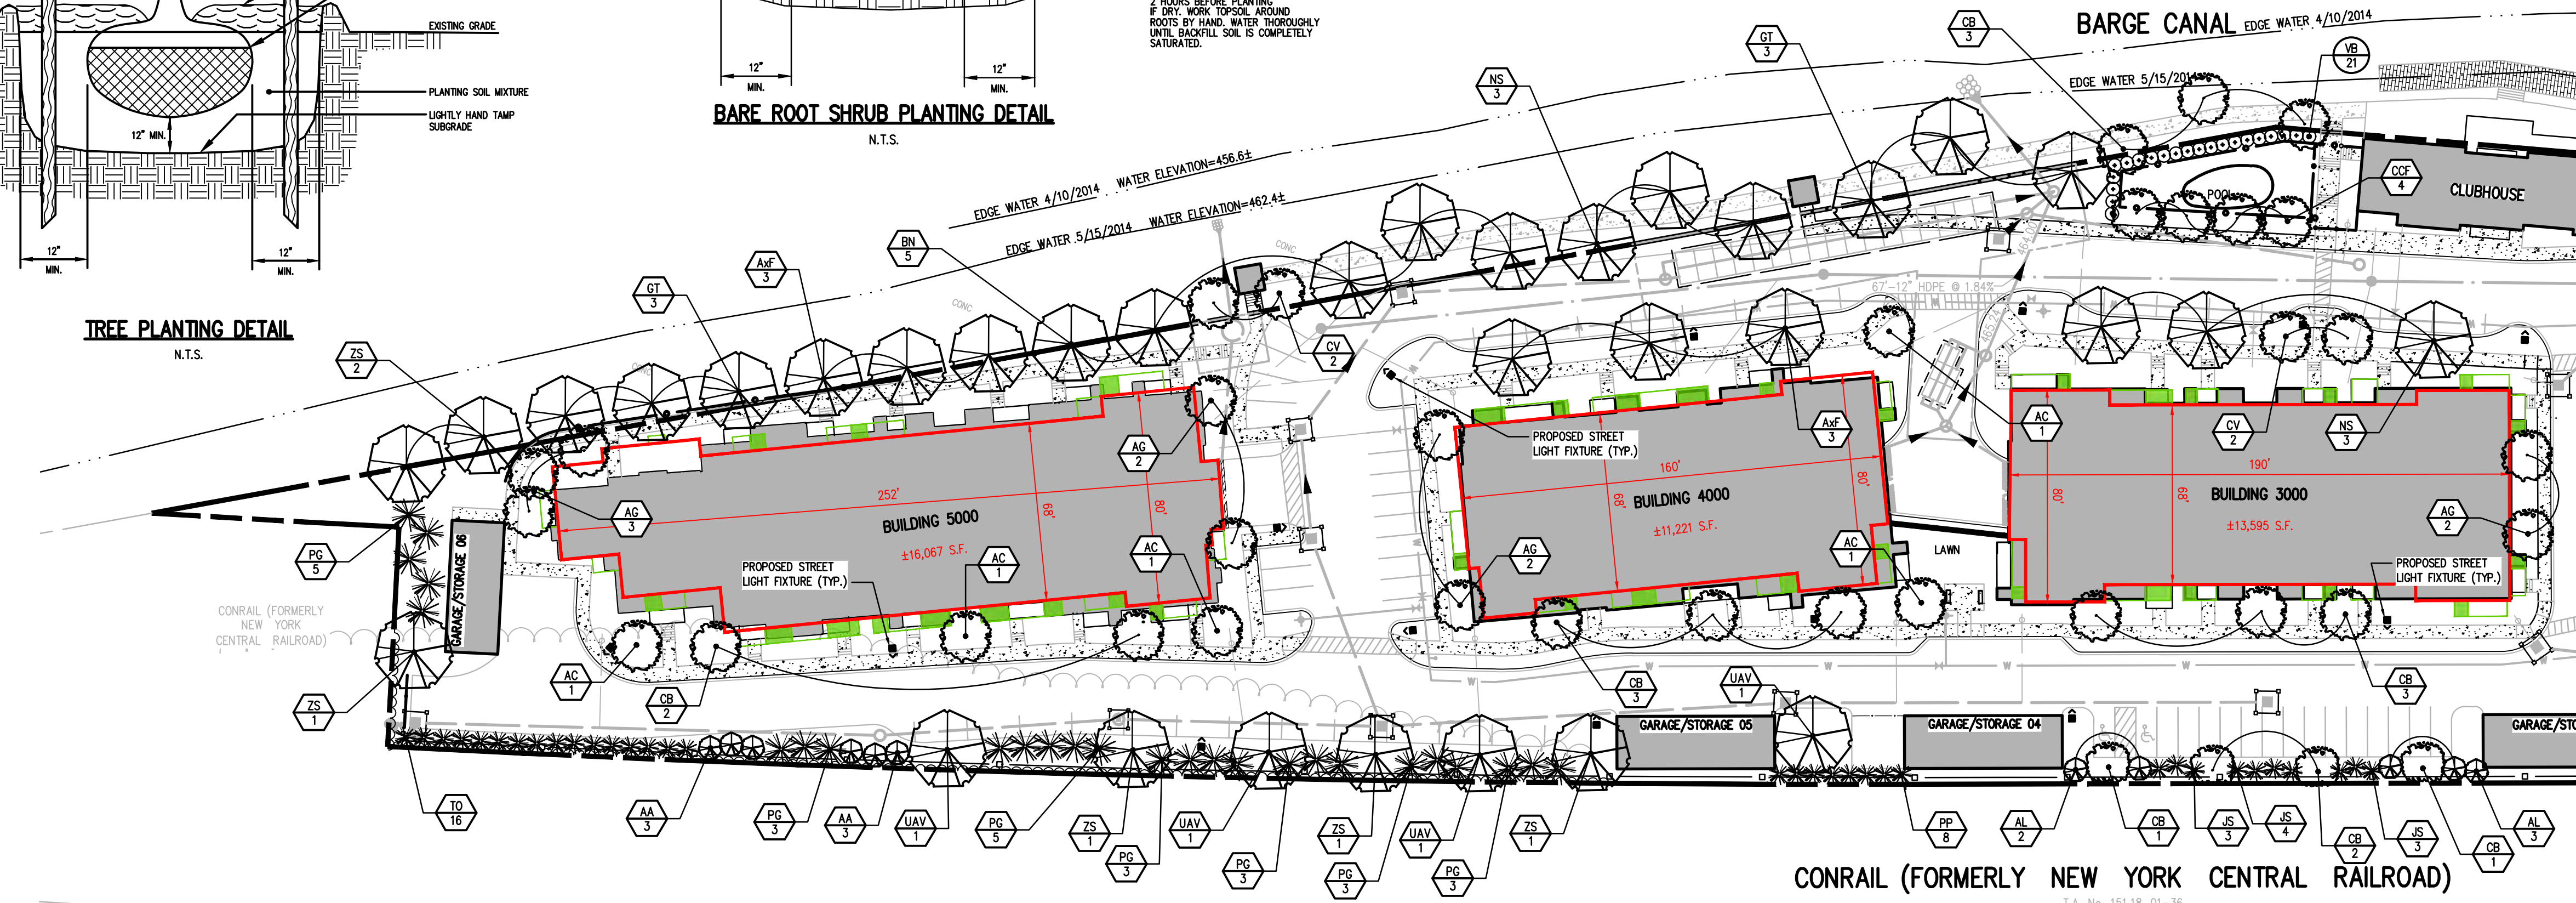 EXISTING GRADE
PLANTING SOIL MIXTURE
LIGHTLY HAND TAMP
SUBGRADE
12" MIN.
12"
MIN.
12"
MIN.
TREE PLANTING DETAIL
N.T.S.
2 HOURS BEFORE PLANTING
IF DRY. WORK TOPSOIL AROUND
ROOTS BY HAND. WATER THOROUGHLY
UNTIL BACKFILL SOIL IS COMPLETELY
SATURATED.
12"
MIN.
12"
MIN.
BARE ROOT SHRUB PLANTING DETAIL
N.T.S.
BARGE CANAL
EDGE WATER 4/10/2014
EDGE WATER 5/15/2014
EDGE WATER 4/10/2014
WATER ELEVATION=456.6±
EDGE WATER 5/15/2014
WATER ELEVATION=462.4±
CB
3
VB
21
GT
3
NS
3
CCF
4
POOL
CLUBHOUSE
BN
5
AxF
3
GT
3
ZS
2
CONC
CONC
CONC
CV
2
67'-12" HDPE @ 1.84%
AG
2
AG
3
252'
68'
80'
BUILDING 5000
±16,067 S.F.
PROPOSED STREET
LIGHT FIXTURE (TYP.)
AC
1
AC
1
PROPOSED STREET
LIGHT FIXTURE (TYP.)
AxF
3
160'
68'
80'
BUILDING 4000
±11,221 S.F.
AG
2
AC
1
AC
1
LAWN
CV
2
NS
3
190'
80'
68'
BUILDING 3000
±13,595 S.F.
AG
2
PROPOSED STREET
LIGHT FIXTURE (TYP.)
PG
5
GARAGE/STORAGE 06
CONRAIL (FORMERLY
NEW YORK
CENTRAL RAILROAD)
ZS
1
AC
1
CB
2
CB
3
UAV
1
CB
3
W
W
W
W
W
W
GARAGE/STORAGE 05
GARAGE/STORAGE 04
GARAGE/STO
TO
16
AA
3
PG
3
AA
3
UAV
1
PG
5
ZS
1
PG
3
UAV
1
PG
3
ZS
1
PG
3
UAV
1
PG
3
ZS
1
PP
8
AL
2
CB
1
JS
3
JS
4
CB
2
JS
3
CB
1
AL
3
CONRAIL (FORMERLY NEW YORK CENTRAL RAILROAD)
T.A. No. 151.18-01-36